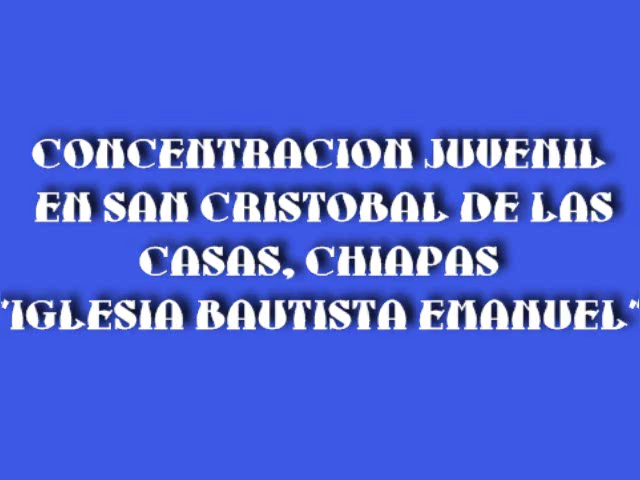 CONCENTRACION JUVENIL
EN SAN CRISTOBAL DE LAS
CASAS, CHIAPAS
"IGLESIA BAUTISTA EMANUEL"